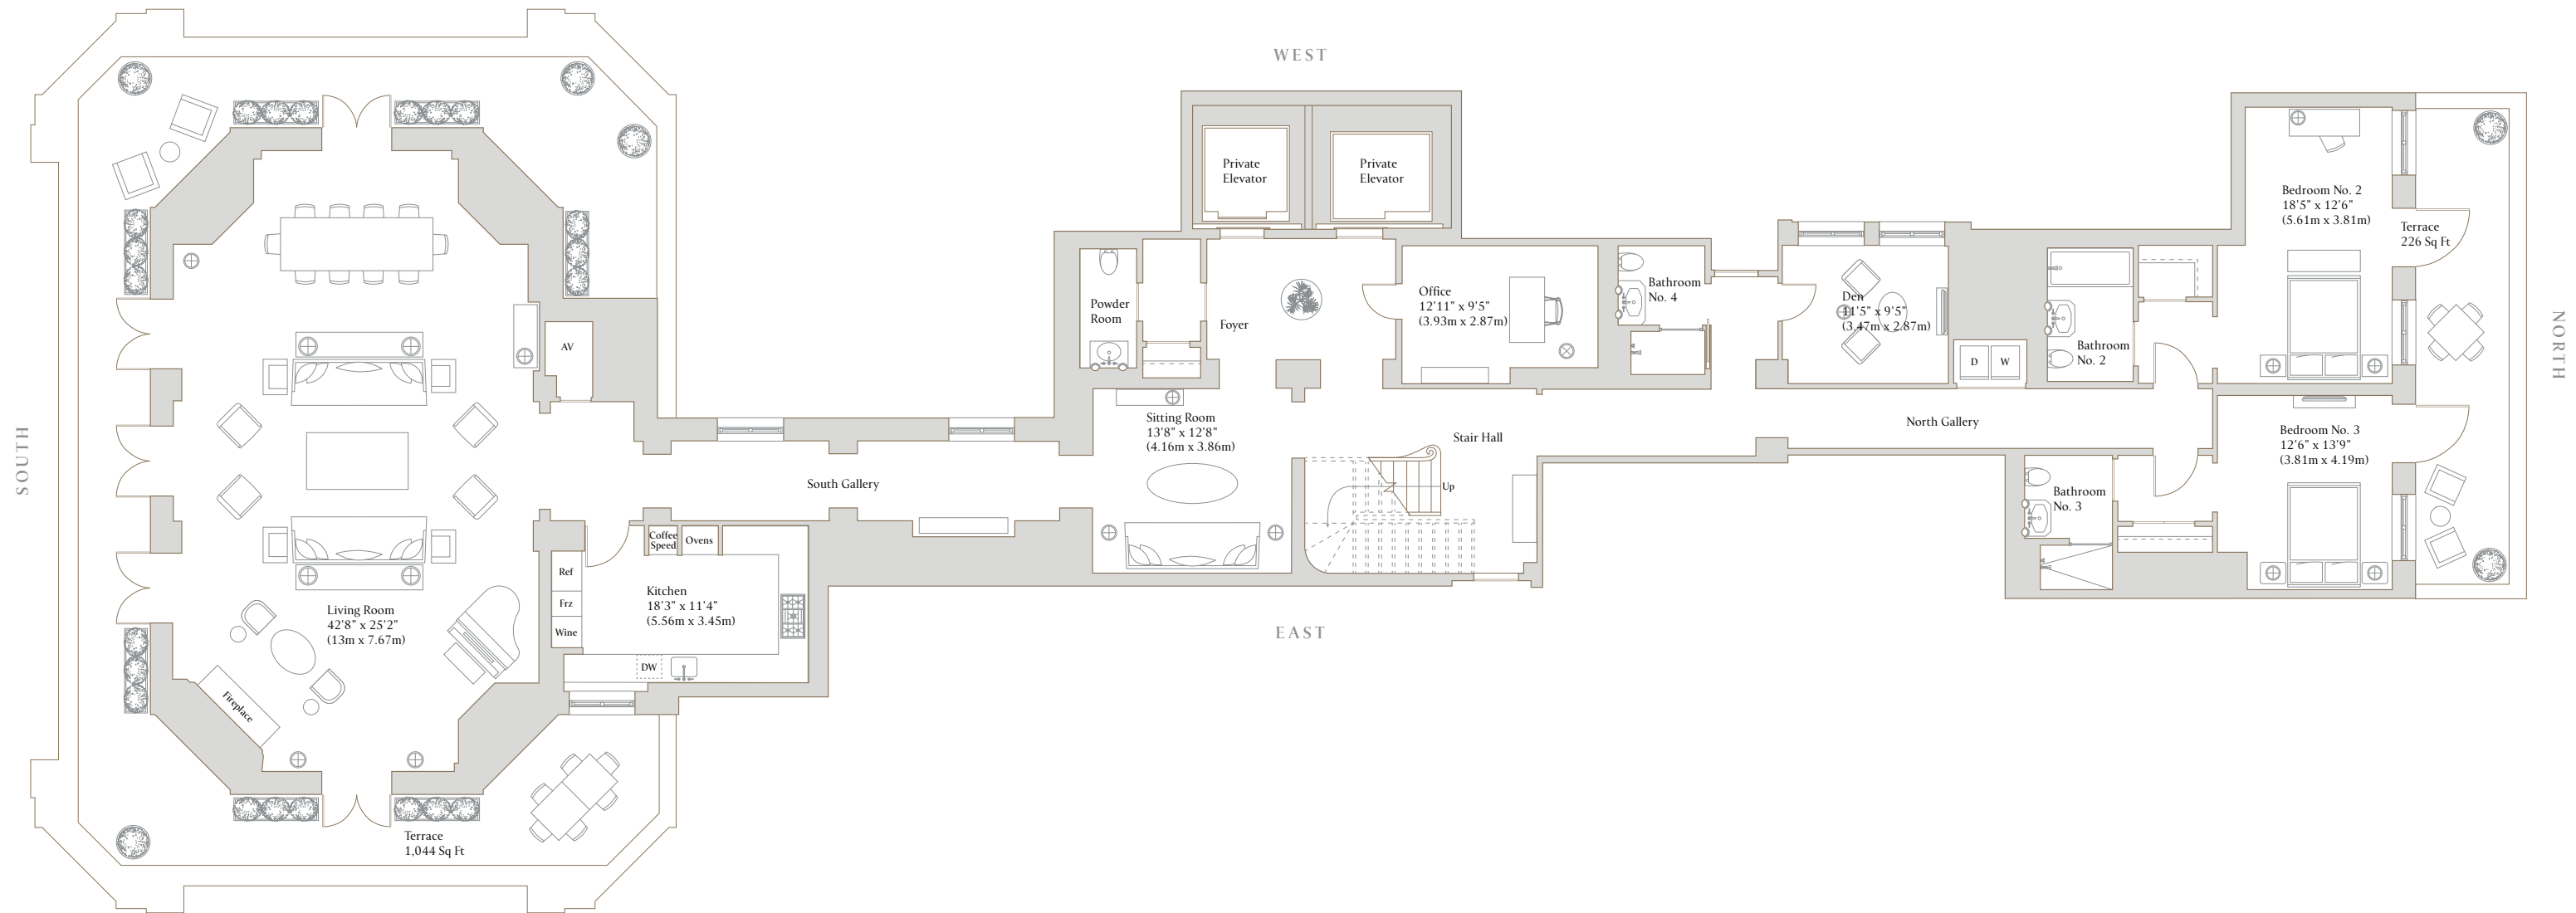 WEST
Private
Elevator
Private
Elevator
Bedroom No. 2
18'5" x 12'6"
(5.61m x 3.81m)
Terrace
226 Sq Ft
Powder
Room
Foyer
Office
12'11" x 9'5"
(3.93m x 2.87m)
Bathroom
No. 4
Den
11'5" x 9'5"
(3.47m x 2.87m)
Bathroom
No. 2
D
W
NORTH
AV
SOUTH
Sitting Room
13'8" x 12'8"
(4.16m x 3.86m)
Stair Hall
North Gallery
Bedroom No. 3
12'6" x 13'9"
(3.81m x 4.19m)
South Gallery
Up
Bathroom
No. 3
Coffee
Speed
Ovens
Ref
Frz
Wine
Kitchen
18'3" x 11'4"
(5.56m x 3.45m)
DW
Living Room
42'8" x 25'2"
(13m x 7.67m)
EAST
Fireplace
Terrace
1,044 Sq Ft